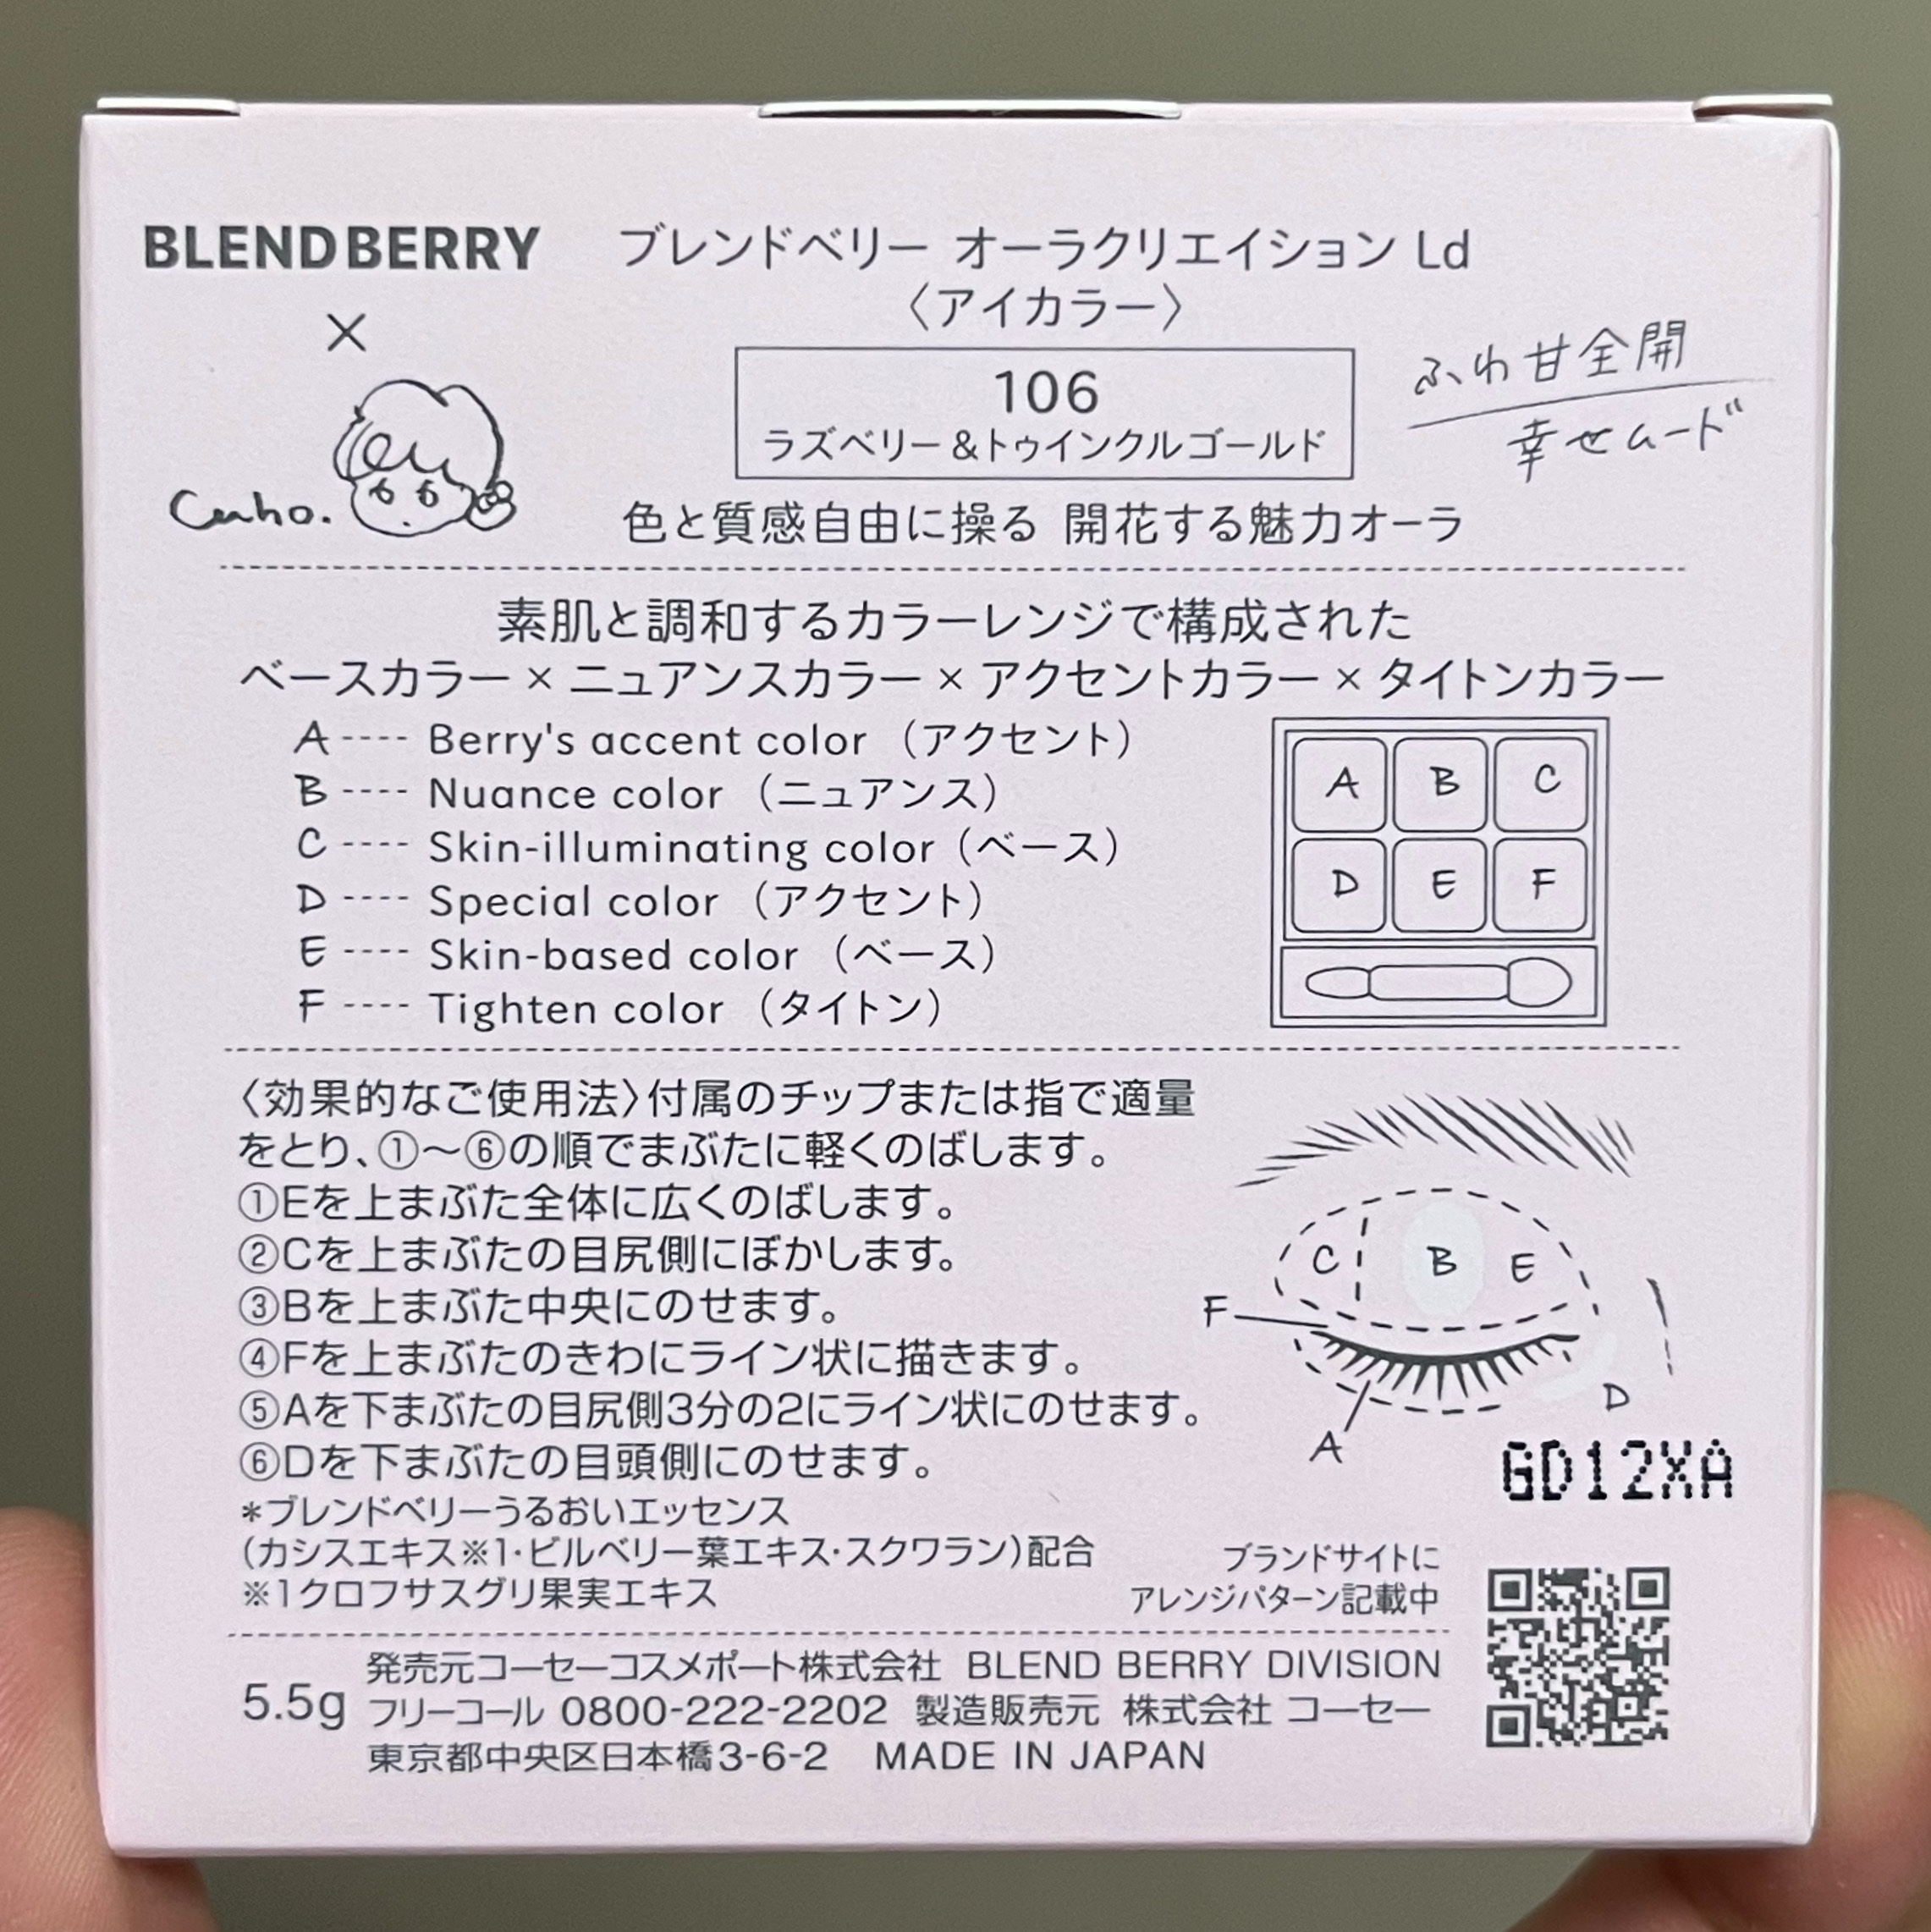 BLEND BERRY
×
Cuho.
ブレンドベリー オーラクリエイション Ld
〈アイカラー〉
106
ラズベリー&トゥインクルゴールド
ふわ甘全開
幸せムード
色と質感自由に操る 開花する魅力オーラ
素肌と調和するカラーレンジで構成された
ベースカラー×ニュアンスカラー×アクセントカラー×タイトンカラー
A ---- Berry's accent color (アクセント)
B ---- Nuance color (ニュアンス)
C ---- Skin-illuminating color (ベース)
D ---- Special color (アクセント)
E ---- Skin-based color (ベース)
F ---- Tighten color (タイトン)
A B C
D E F
〈効果的なご使用法〉付属のチップまたは指で適量
をとり、①〜⑥の順でまぶたに軽くのばします。
①Eを上まぶた全体に広くのばします。
②Cを上まぶたの目尻側にぼかします。
③Bを上まぶた中央にのせます。
④Fを上まぶたのきわにライン状に描きます。
⑤Aを下まぶたの目尻側3分の2にライン状にのせます。
⑥Dを下まぶたの目頭側にのせます。
C B E
F
D
A
GD12XA
*ブレンドベリーうるおいエッセンス
(カシスエキス※1・ビルベリー葉エキス・スクワラン)配合
※1クロフサスグリ果実エキス
ブランドサイトに
アレンジパターン記載中
5.5g
発売元コーセーコスメポート株式会社 BLEND BERRY DIVISION
フリーコール 0800-222-2202 製造販売元 株式会社 コーセー
東京都中央区日本橋3-6-2 MADE IN JAPAN